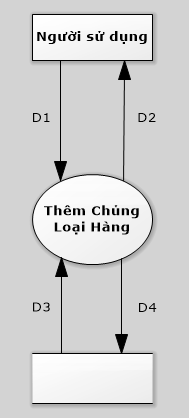 Người sử dụng
D1
D2
Thêm Chủng
Loại Hàng
D3
D4